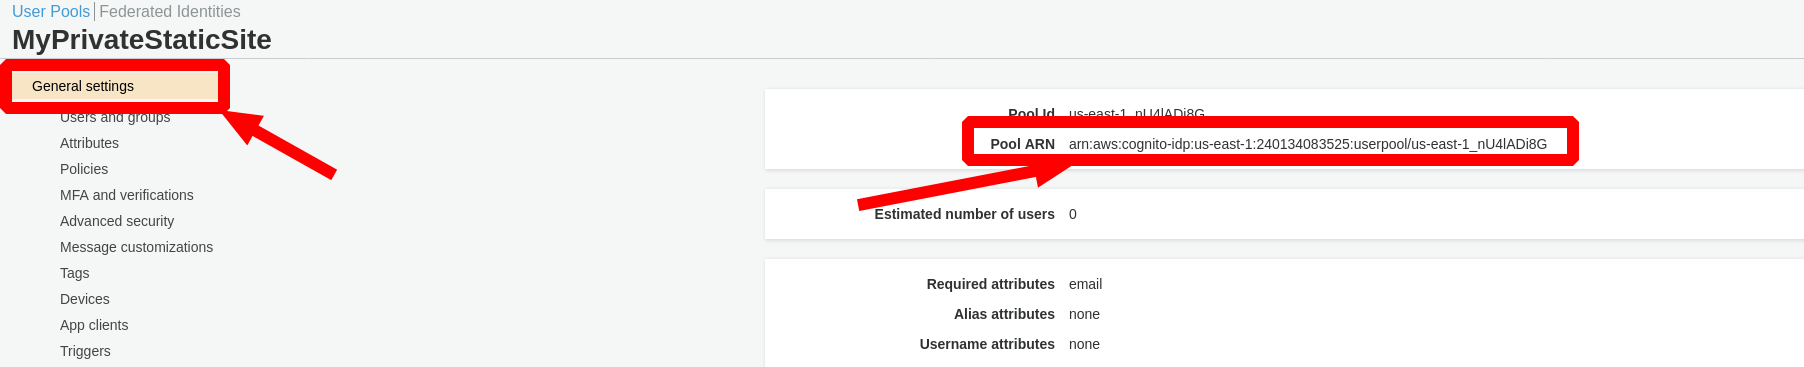 User Pools Federated Identities
MyPrivateStaticSite
General settings
Users and groups
Attributes
Policies
MFA and verifications
Advanced security
Message customizations
Tags
Devices
App clients
Triggers
Pool Id us-east-1_nU4lADi8G
Pool ARN arn:aws:cognito-idp:us-east-1:240134083525:userpool/us-east-1_nU4lADi8G
Estimated number of users 0
Required attributes email
Alias attributes none
Username attributes none